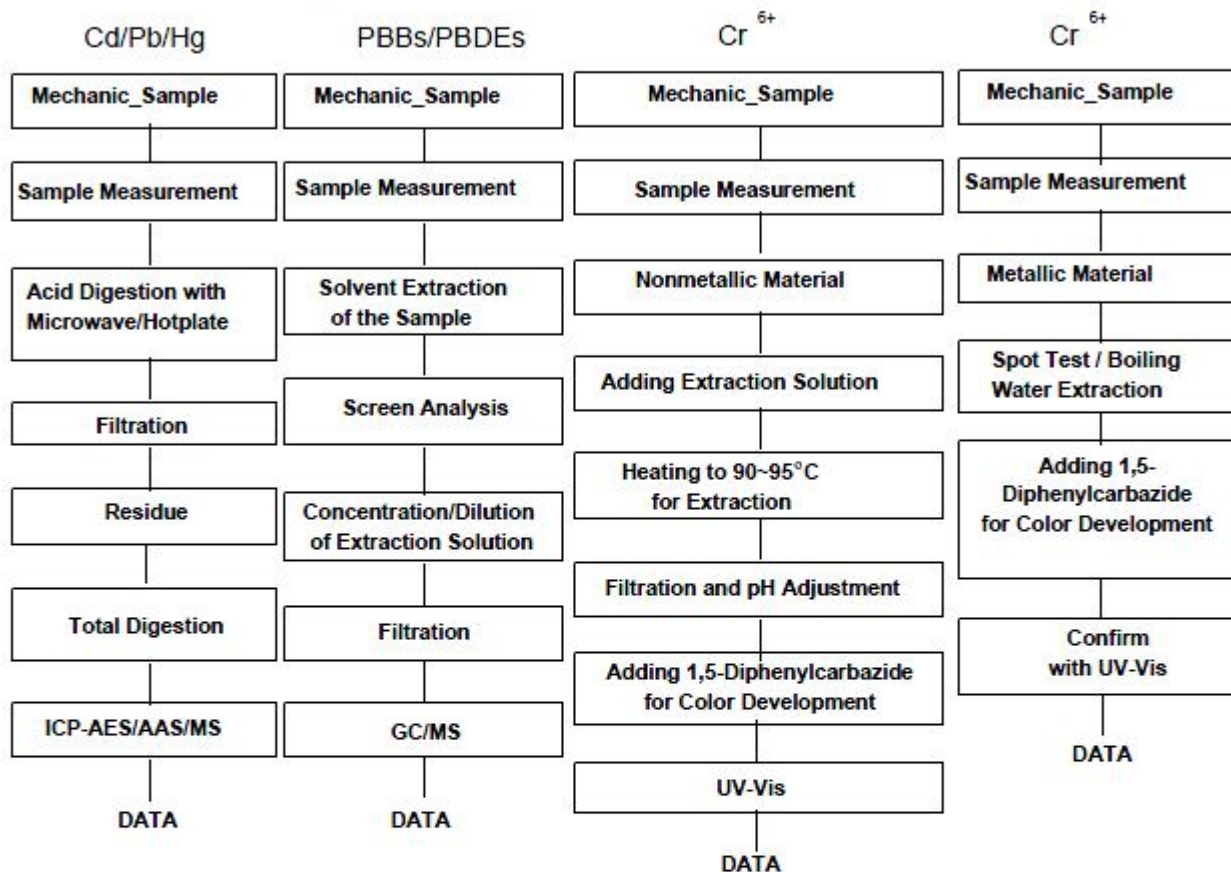 Cd/Pb/Hg
Mechanic_Sample
Sample Measurement
Acid Digestion with
Microwave/Hotplate
Filtration
Residue
Total Digestion
ICP-AES/AAS/MS
DATA
PBBs/PBDEs
Mechanic_Sample
Sample Measurement
Solvent Extraction
of the Sample
Screen Analysis
Concentration/Dilution
of Extraction Solution
Filtration
GC/MS
DATA
Cr 6+
Mechanic_Sample
Sample Measurement
Nonmetallic Material
Adding Extraction Solution
Heating to 90~95°C
for Extraction
Filtration and pH Adjustment
Adding 1,5-Diphenylcarbazide
for Color Development
UV-Vis
DATA
Cr 6+
Mechanic_Sample
Sample Measurement
Metallic Material
Spot Test / Boiling
Water Extraction
Adding 1,5-
Diphenylcarbazide
for Color Development
Confirm
with UV-Vis
DATA